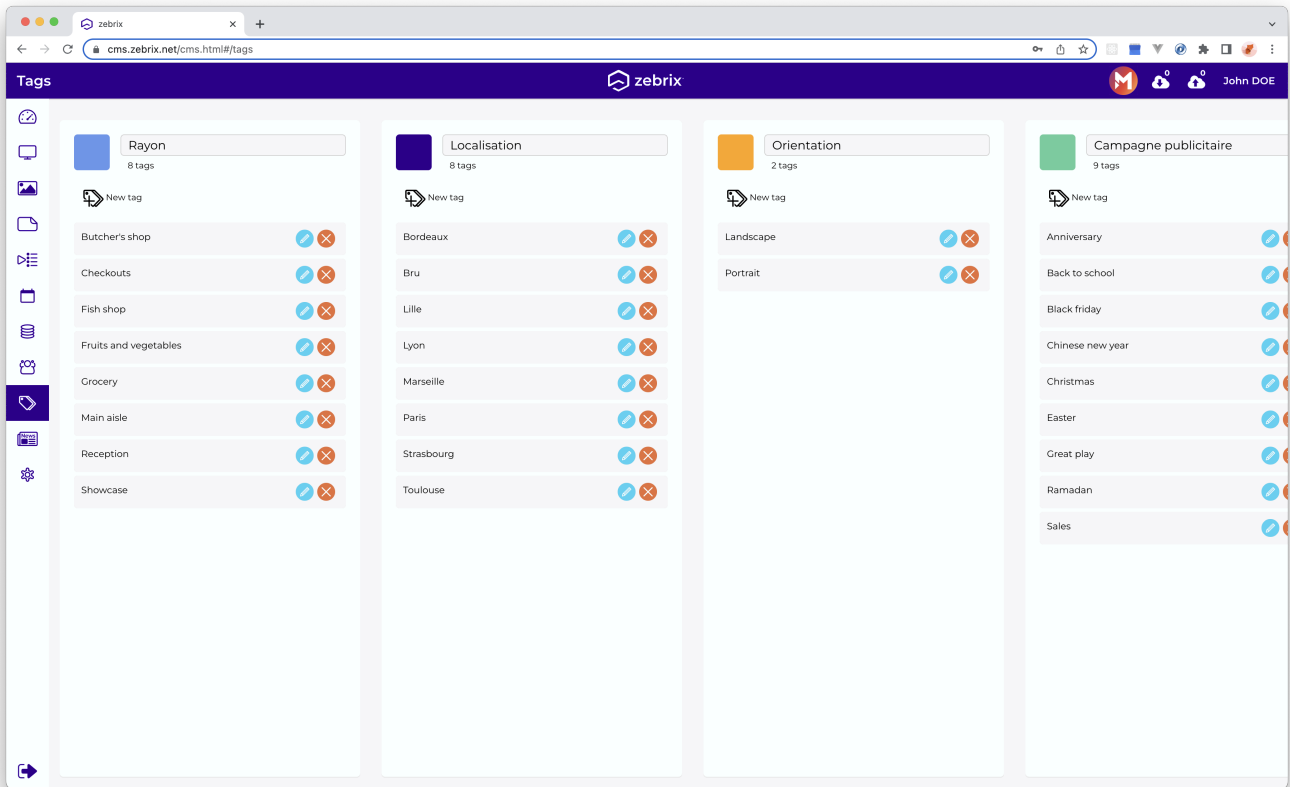 zebrix
cms.zebrix.net/cms.html#/tags
Tags
zebrix
0
0
John DOE
Rayon
8 tags
New tag
Butcher's shop
Checkouts
Fish shop
Fruits and vegetables
Grocery
Main aisle
Reception
Showcase
Localisation
8 tags
New tag
Bordeaux
Bru
Lille
Lyon
Marseille
Paris
Strasbourg
Toulouse
Orientation
2 tags
New tag
Landscape
Portrait
Campagne publicitaire
9 tags
New tag
Anniversary
Back to school
Black friday
Chinese new year
Christmas
Easter
Great play
Ramadan
Sales
News